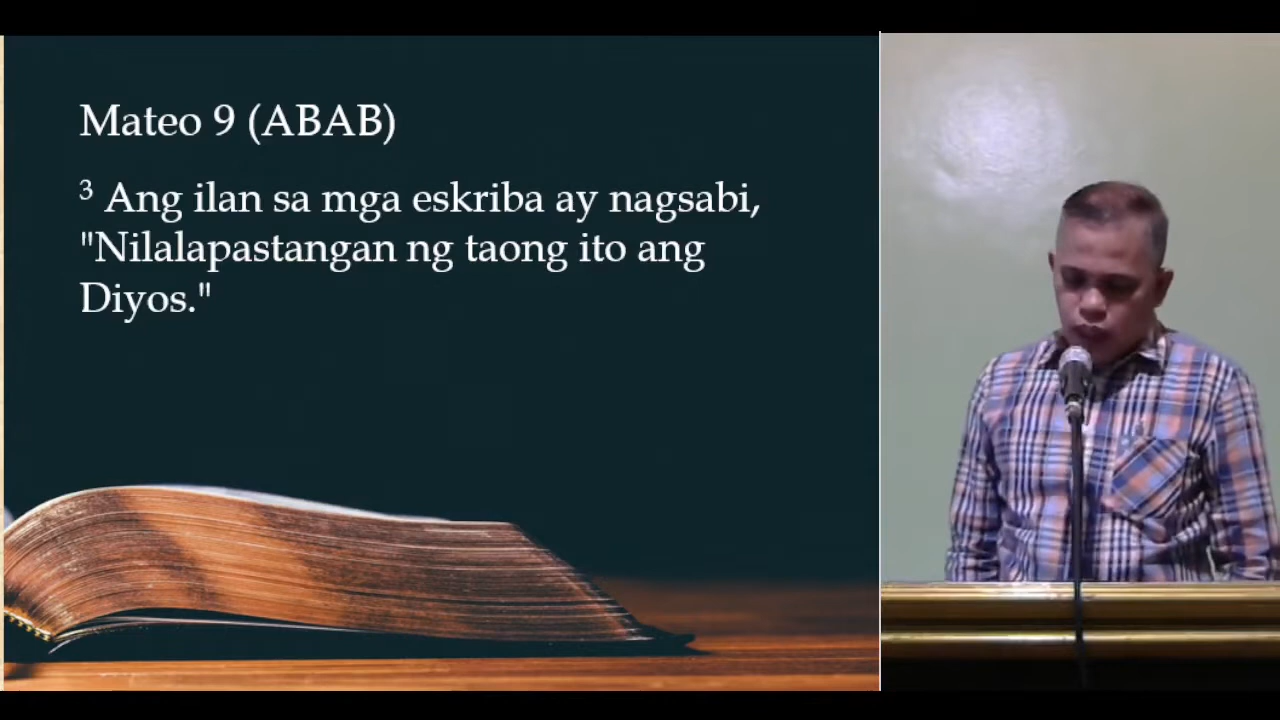 Mateo 9 (ABAB)
3 Ang ilan sa mga eskriba ay nagsabi,
"Nilalapastangan ng taong ito ang
Diyos."